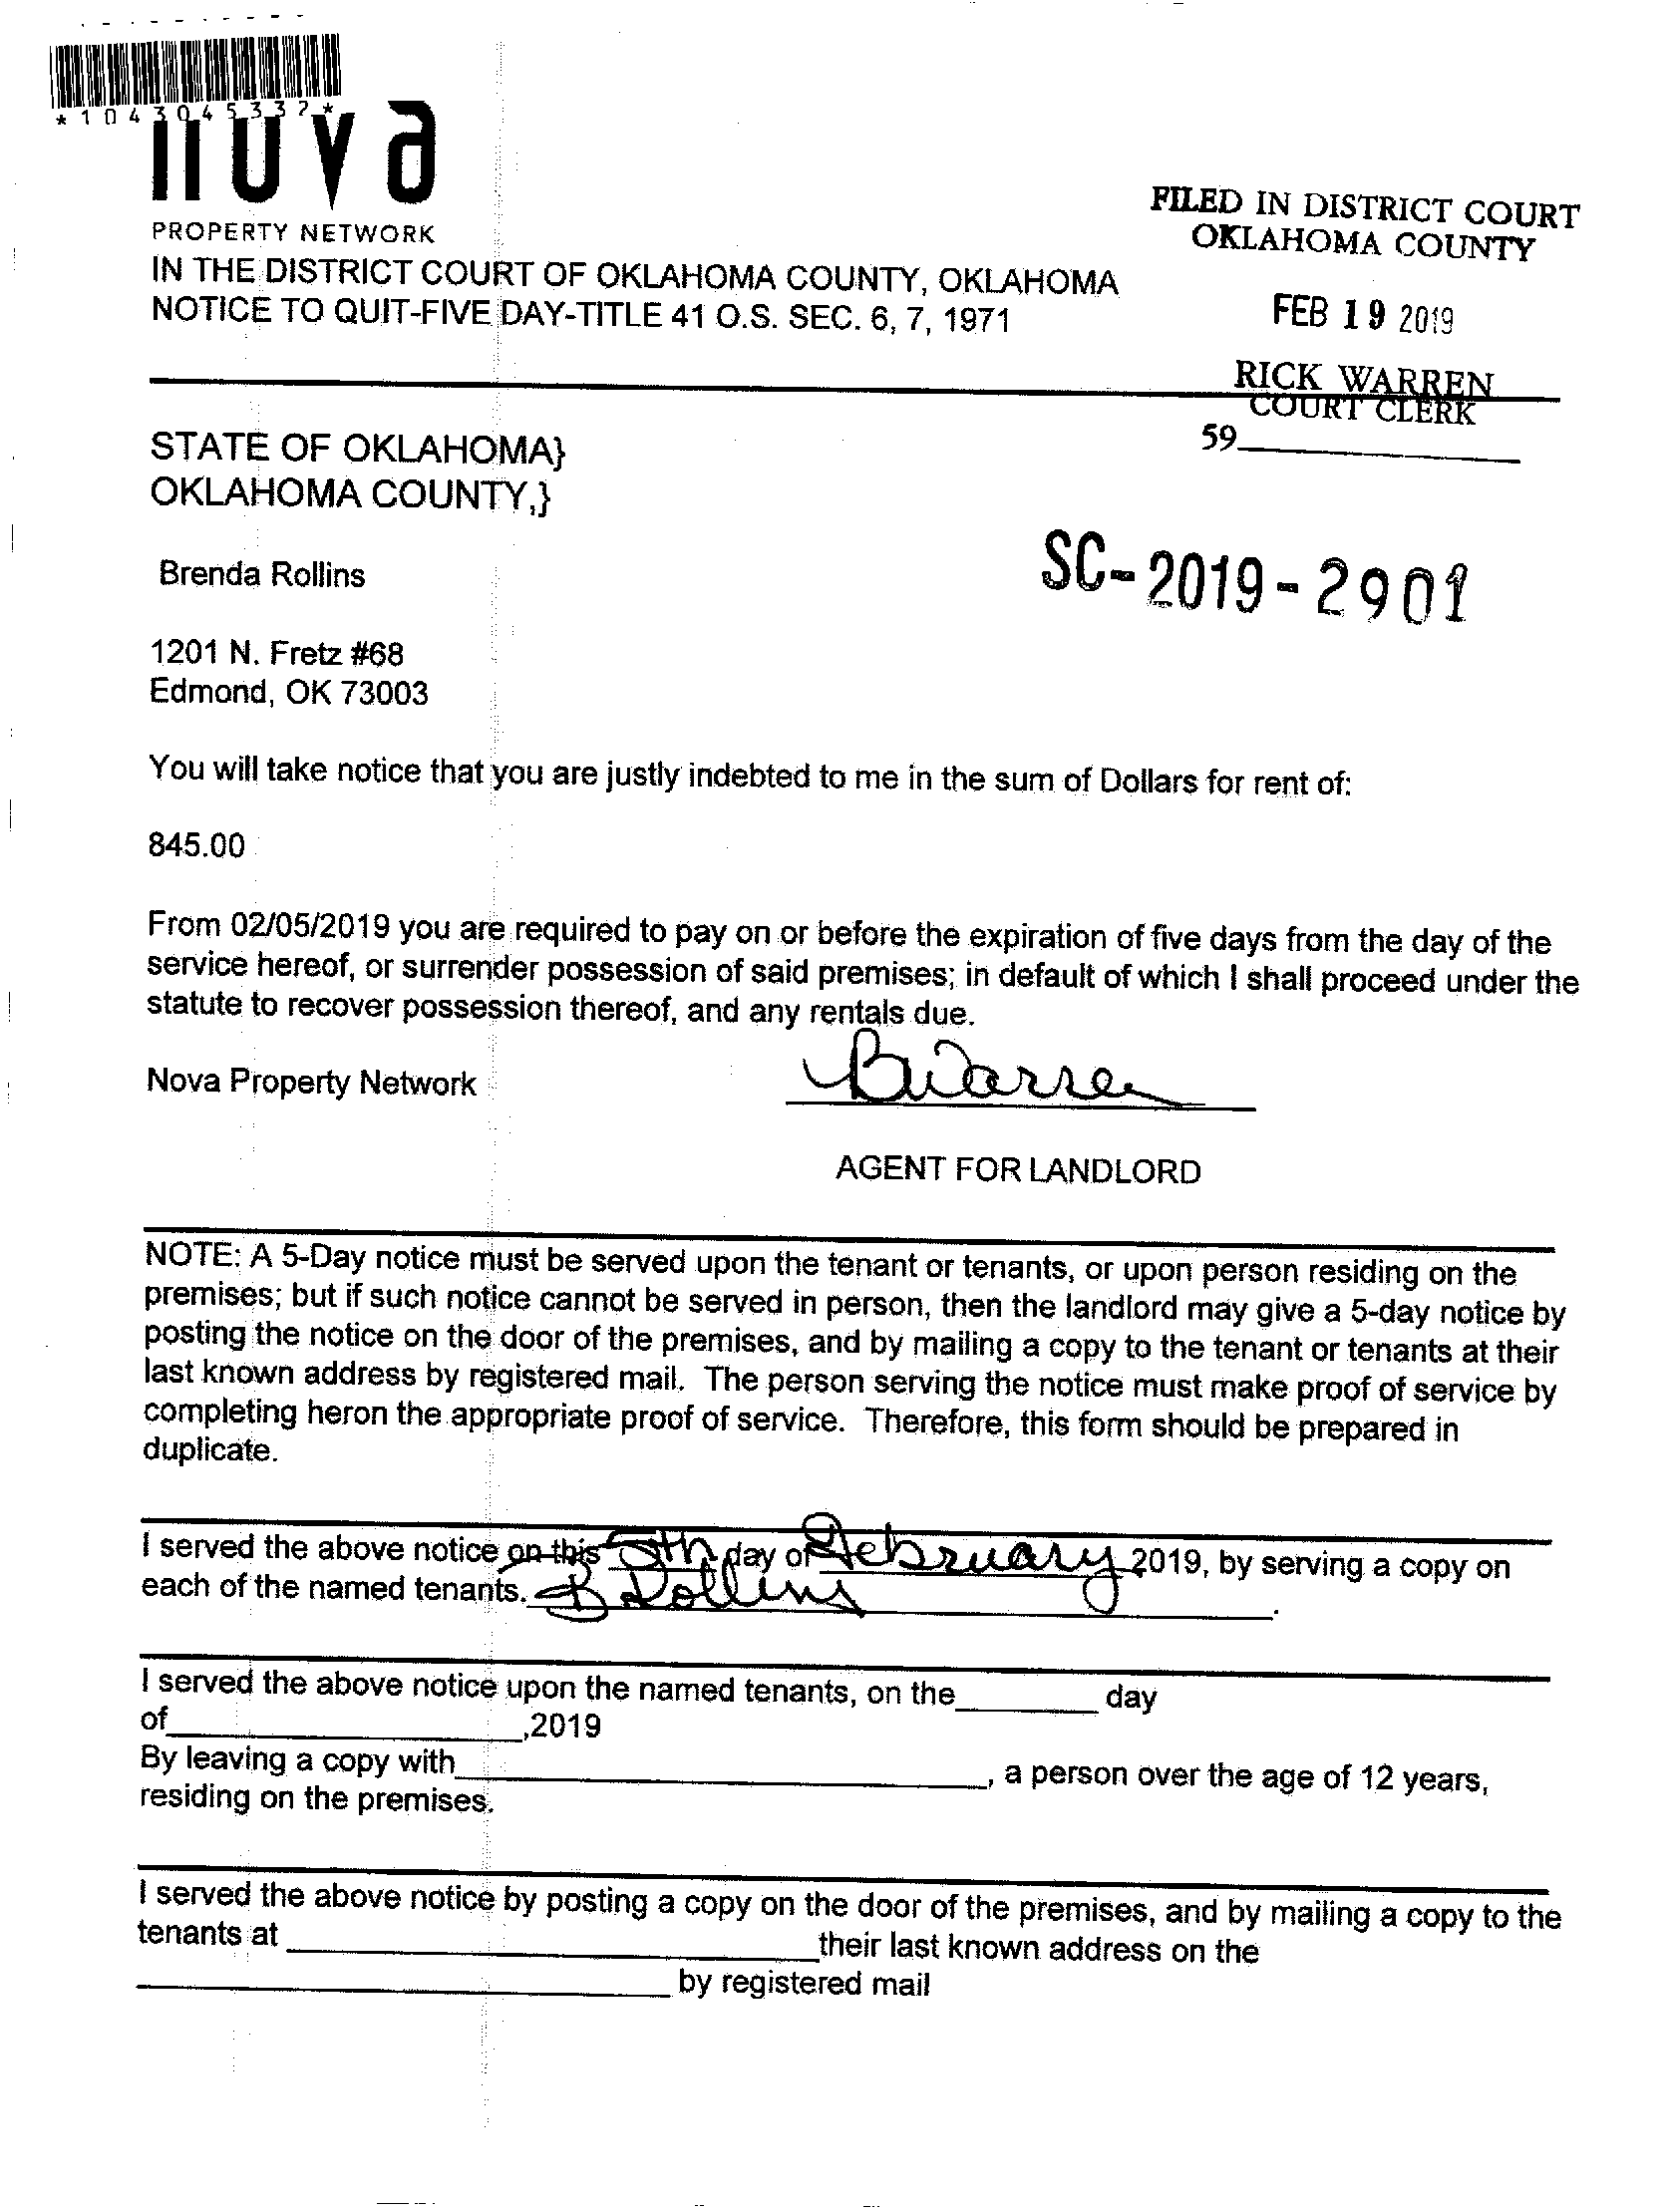 *1043045337*
nova
PROPERTY NETWORK
FILED IN DISTRICT COURT
OKLAHOMA COUNTY
IN THE DISTRICT COURT OF OKLAHOMA COUNTY, OKLAHOMA
NOTICE TO QUIT-FIVE DAY-TITLE 41 O.S. SEC. 6, 7, 1971
FEB 19 2019
RICK WARREN
COURT CLERK
59
STATE OF OKLAHOMA}
OKLAHOMA COUNTY,}
SC-2019-2901
Brenda Rollins
1201 N. Fretz #68
Edmond, OK 73003
You will take notice that you are justly indebted to me in the sum of Dollars for rent of:
845.00
From 02/05/2019 you are required to pay on or before the expiration of five days from the day of the
service hereof, or surrender possession of said premises; in default of which I shall proceed under the
statute to recover possession thereof, and any rentals due.
Nova Property Network BWarren
AGENT FOR LANDLORD
NOTE: A 5-Day notice must be served upon the tenant or tenants, or upon person residing on the
premises; but if such notice cannot be served in person, then the landlord may give a 5-day notice by
posting the notice on the door of the premises, and by mailing a copy to the tenant or tenants at their
last known address by registered mail. The person serving the notice must make proof of service by
completing heron the appropriate proof of service. Therefore, this form should be prepared in
duplicate.
I served the above notice on this 5th day of February 2019, by serving a copy on
each of the named tenants. B Rollins.
I served the above notice upon the named tenants, on the day
of ,2019
By leaving a copy with , a person over the age of 12 years,
residing on the premises.
I served the above notice by posting a copy on the door of the premises, and by mailing a copy to the
tenants at their last known address on the
by registered mail